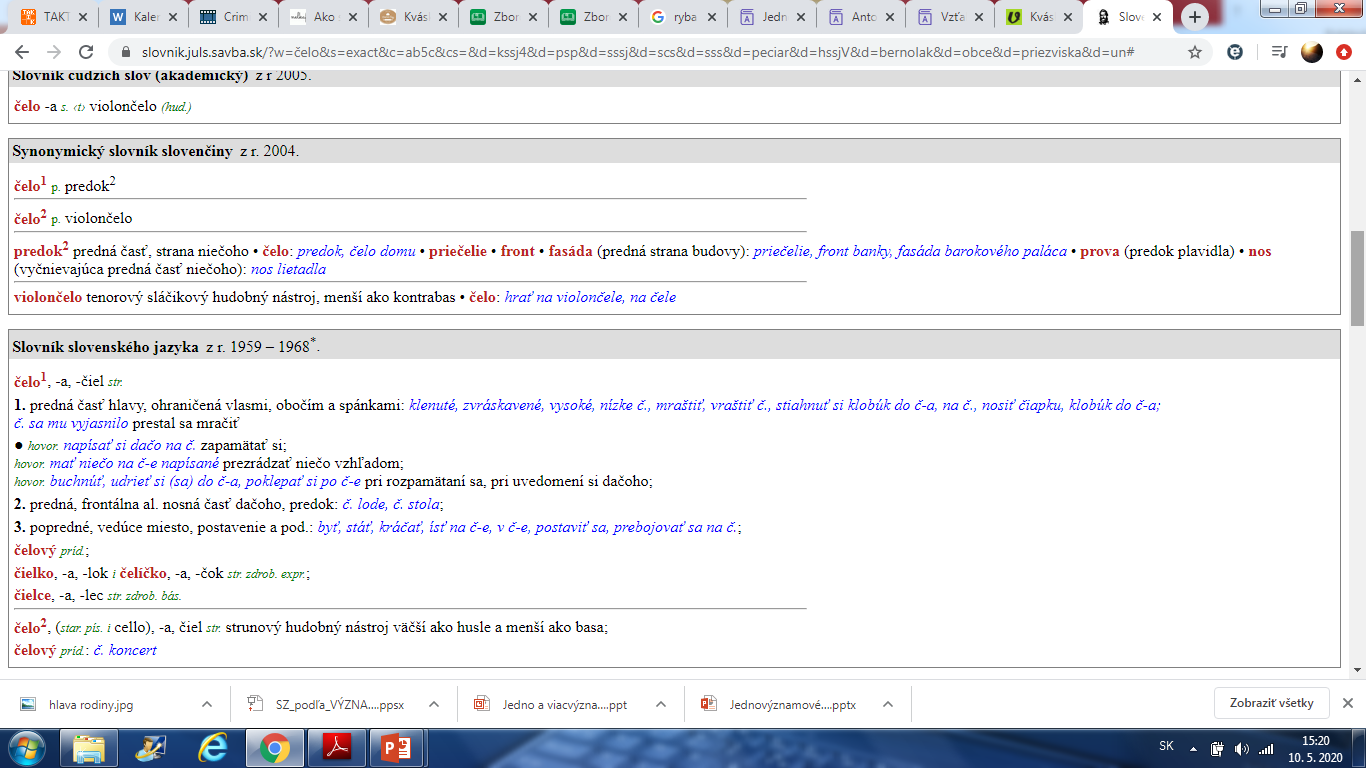 TAKT
Kaler
Crim
Ako s
Kvásk
Zbor
Zbor
ryba
Jedn
Anto
Vzťa
Kvás
Slov
slovnik.juls.savba.sk/?w=čelo&s=exact&c=ab5c&cs=&d=kssj4&d=psp&d=sssj&d=scs&d=sss&d=peciar&d=hssjV&d=bernolak&d=obce&d=priezviska&d=un#
Slovník cudzích slov (akademický) z r 2005.
čelo -a s. ‹t› violončelo (hud.)
Synonymický slovník slovenčiny z r. 2004.
čelo1 p. predok2
čelo2 p. violončelo
predok2 predná časť, strana niečoho • čelo: predok, čelo domu • priečelie • front • fasáda (predná strana budovy): priečelie, front banky, fasáda barokového paláca • prova (predok plavidla) • nos
(vyčnievajúca predná časť niečoho): nos lietadla
violončelo tenorový sláčikový hudobný nástroj, menší ako kontrabas • čelo: hrať na violončele, na čele
Slovník slovenského jazyka z r. 1959 – 1968*.
čelo1, -a, -čiel str.
1. predná časť hlavy, ohraničená vlasmi, obočím a spánkami: klenuté, zvráskavené, vysoké, nízke č., mraštiť, vraštiť č., stiahnuť si klobúk do č-a, na č., nosiť čiapku, klobúk do č-a;
č. sa mu vyjasnilo prestal sa mračiť
● hovor. napísať si dačo na č. zapamätať si;
hovor. mať niečo na č-e napísané prezrádzať niečo vzhľadom;
hovor. buchnúť, udrieť si (sa) do č-a, poklepať si po č-e pri rozpamätaní sa, pri uvedomení si dačoho;
2. predná, frontálna al. nosná časť dačoho, predok: č. lode, č. stola;
3. popredné, vedúce miesto, postavenie a pod.: byť, stáť, kráčať, ísť na č-e, v č-e, postaviť sa, prebojovať sa na č.;
čelový príd.;
čielko, -a, -lok i čelíčko, -a, -čok str. zdrob. expr.;
čielce, -a, -lec str. zdrob. bás.
čelo2, (star. pís. i cello), -a, čiel str. strunový hudobný nástroj väčší ako husle a menší ako basa;
čelový príd.: č. koncert
hlava rodiny.jpg
SZ_podľa_VÝZNA....ppsx
Jedno a viacvýzna....ppt
Jednovýznamové....pptx
Zobraziť všetky
SK
15:20
10. 5. 2020